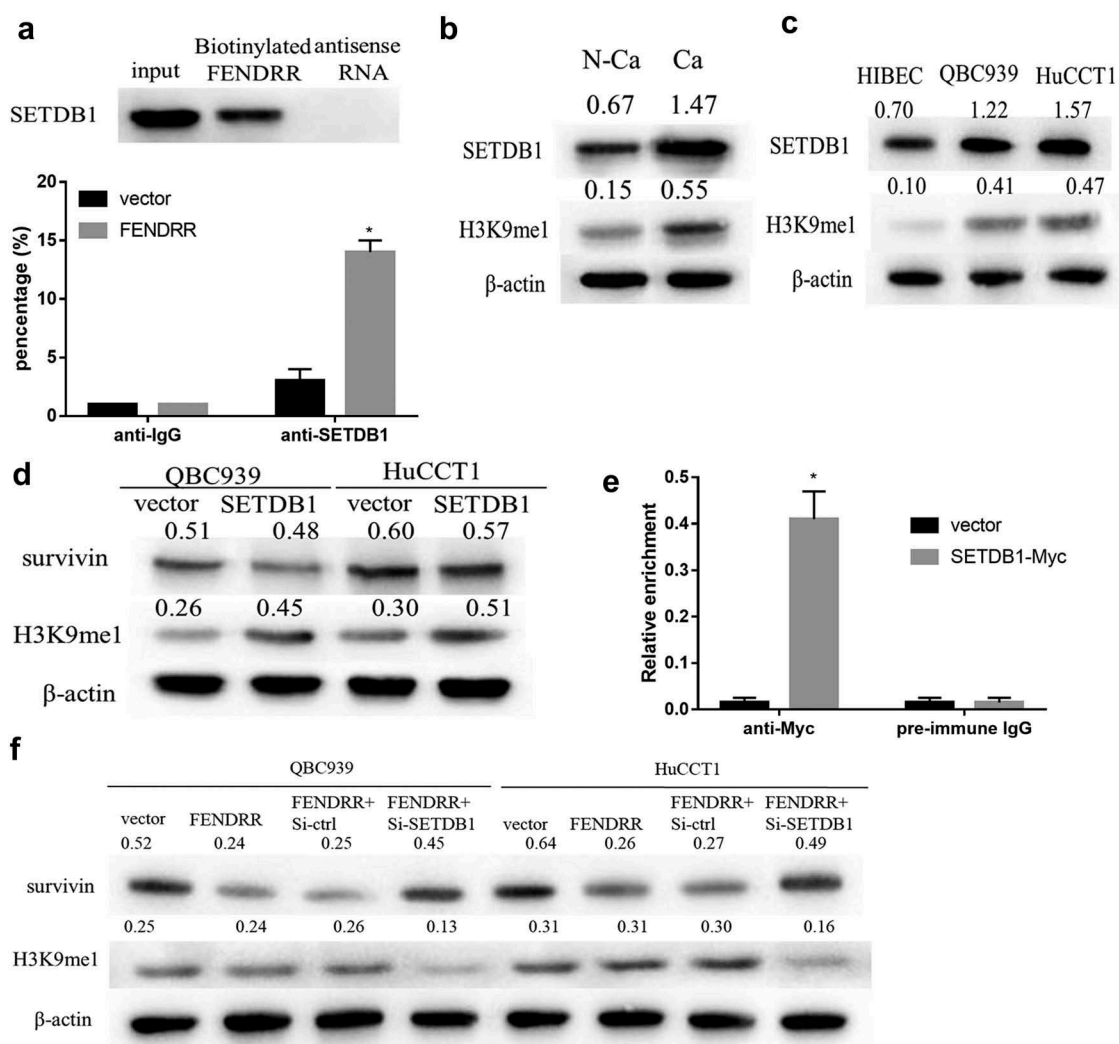 a
Biotinylated antisense
input FENDRR RNA
SETDB1
20
15
10
5
0
pencentage (%)
vector
FENDRR
*
anti-IgG anti-SETDB1
b
N-Ca Ca
0.67 1.47
SETDB1
0.15 0.55
H3K9me1
β-actin
c
HIBEC QBC939 HuCCT1
0.70 1.22 1.57
SETDB1
0.10 0.41 0.47
H3K9me1
β-actin
d
QBC939 HuCCT1
vector SETDB1 vector SETDB1
0.51 0.48 0.60 0.57
survivin
0.26 0.45 0.30 0.51
H3K9me1
β-actin
e
0.5
0.4
0.3
0.2
0.1
0.0
Relative enrichment
*
vector
SETDB1-Myc
anti-Myc pre-immune IgG
f
QBC939 HuCCT1
FENDRR+ FENDRR+ FENDRR+ FENDRR+
vector FENDRR Si-ctrl Si-SETDB1 vector FENDRR Si-ctrl Si-SETDB1
0.52 0.24 0.25 0.45 0.64 0.26 0.27 0.49
survivin
0.25 0.24 0.26 0.13 0.31 0.31 0.30 0.16
H3K9me1
β-actin